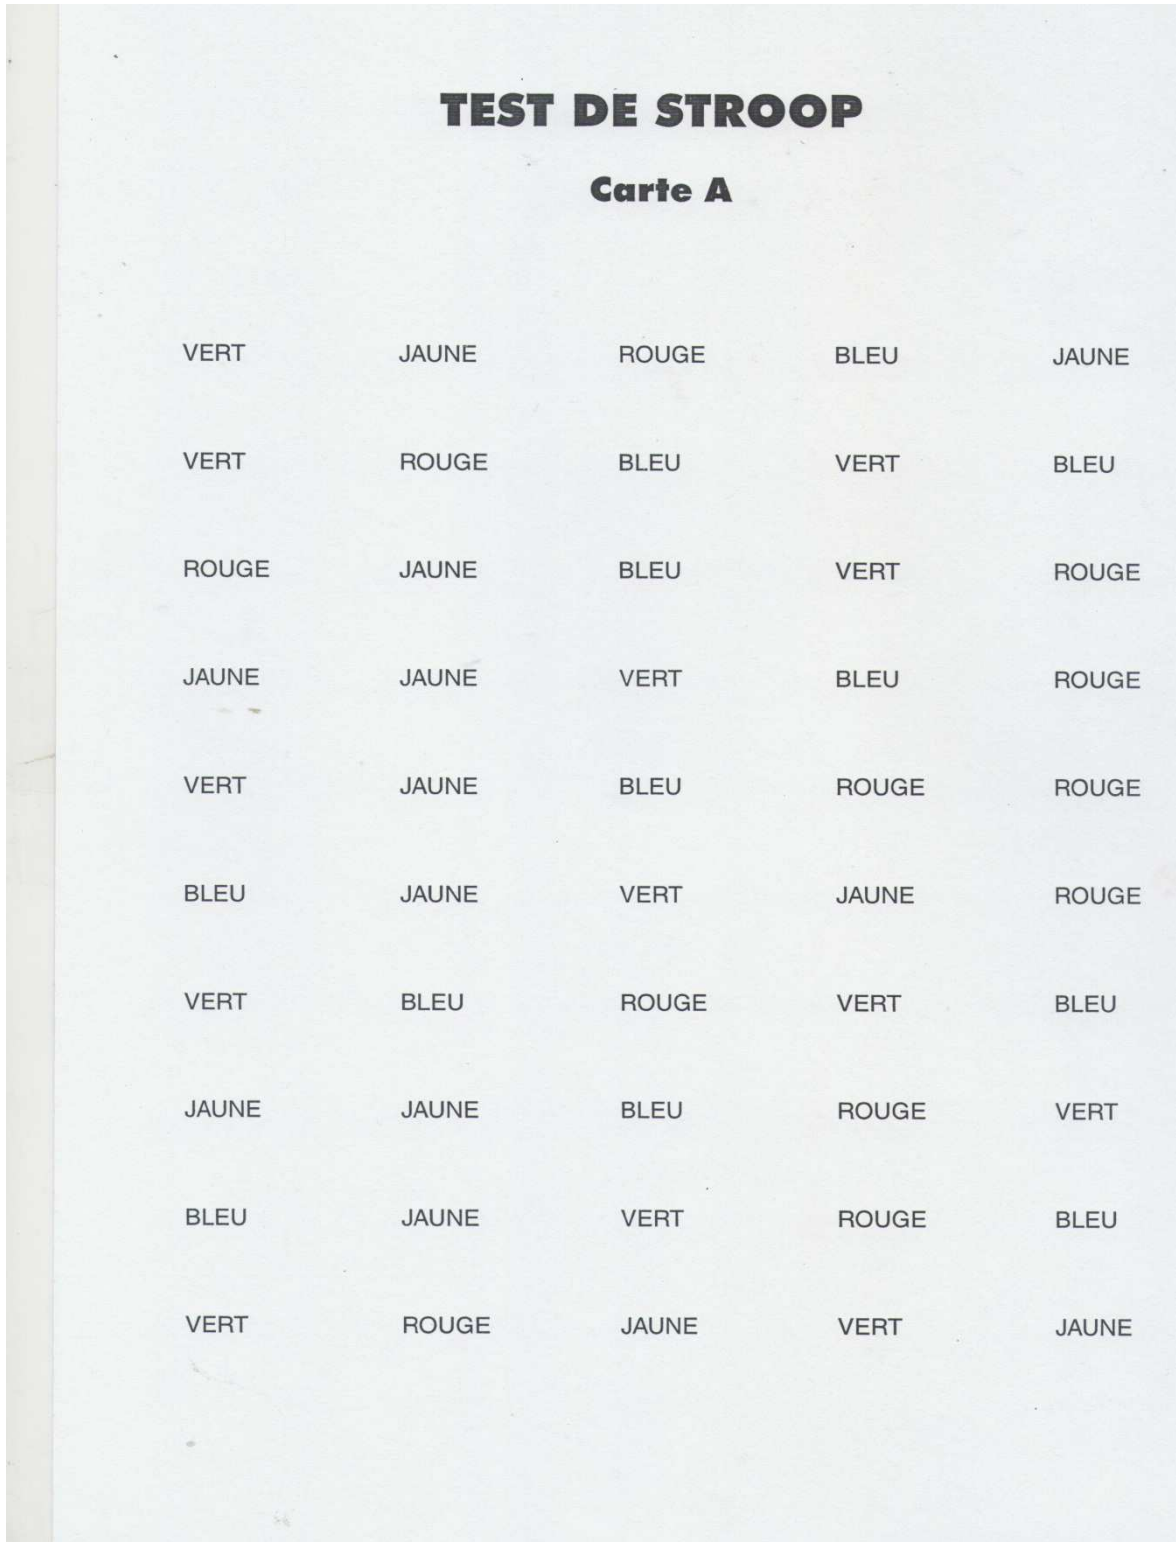 TEST DE STROOP
Carte A
VERT JAUNE ROUGE BLEU JAUNE
VERT ROUGE BLEU VERT BLEU
ROUGE JAUNE BLEU VERT ROUGE
JAUNE JAUNE VERT BLEU ROUGE
VERT JAUNE BLEU ROUGE ROUGE
BLEU JAUNE VERT JAUNE ROUGE
VERT BLEU ROUGE VERT BLEU
JAUNE JAUNE BLEU ROUGE VERT
BLEU JAUNE VERT ROUGE BLEU
VERT ROUGE JAUNE VERT JAUNE